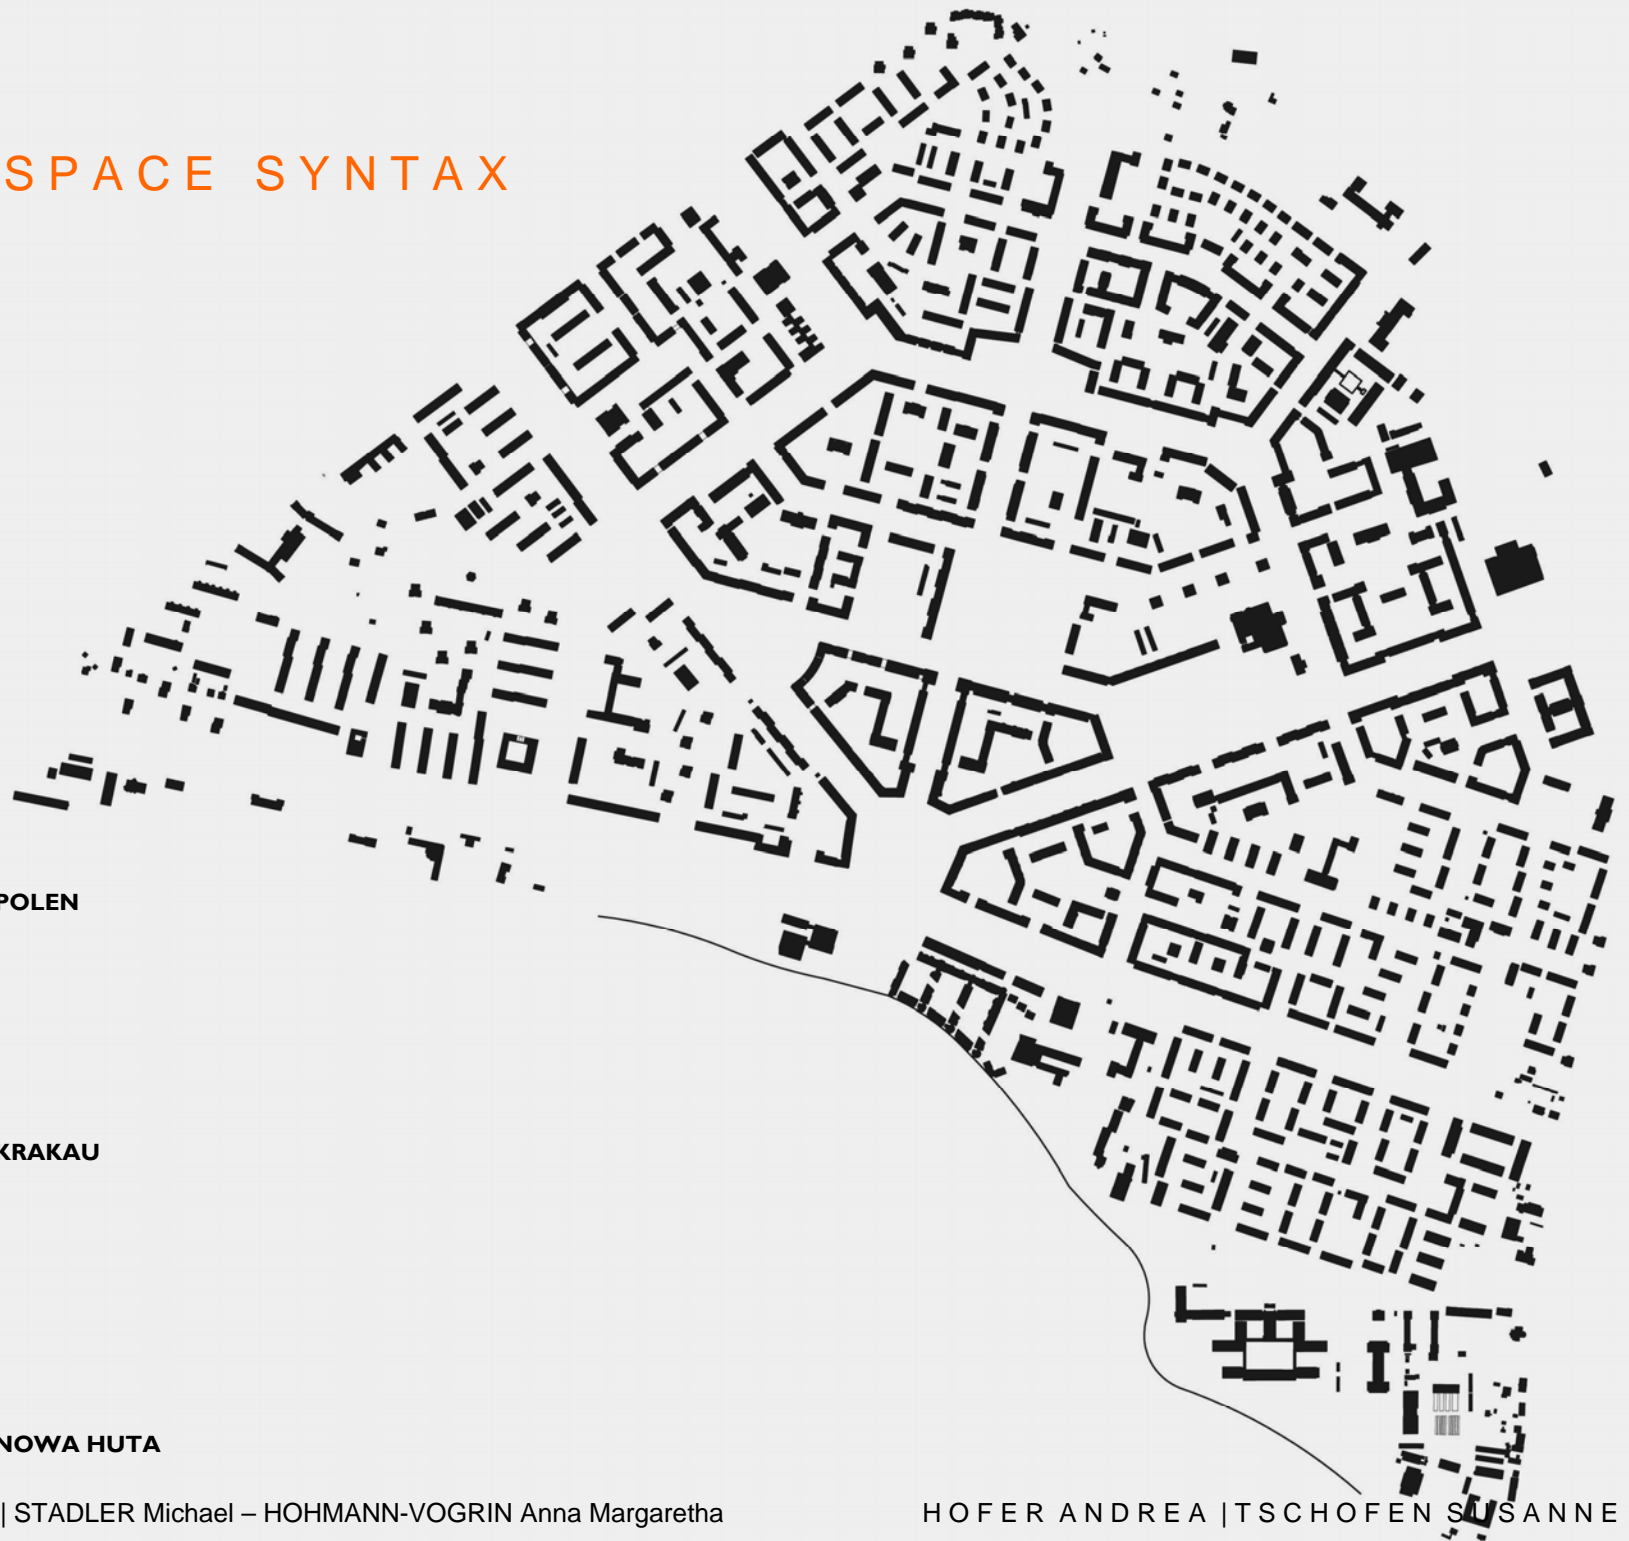 SPACE SYNTAX
POLEN
KRAKAU
NOWA HUTA
| STADLER Michael – HOHMANN-VOGRIN Anna Margaretha
HOFER ANDREA | TSCHOFEN SUSANNE